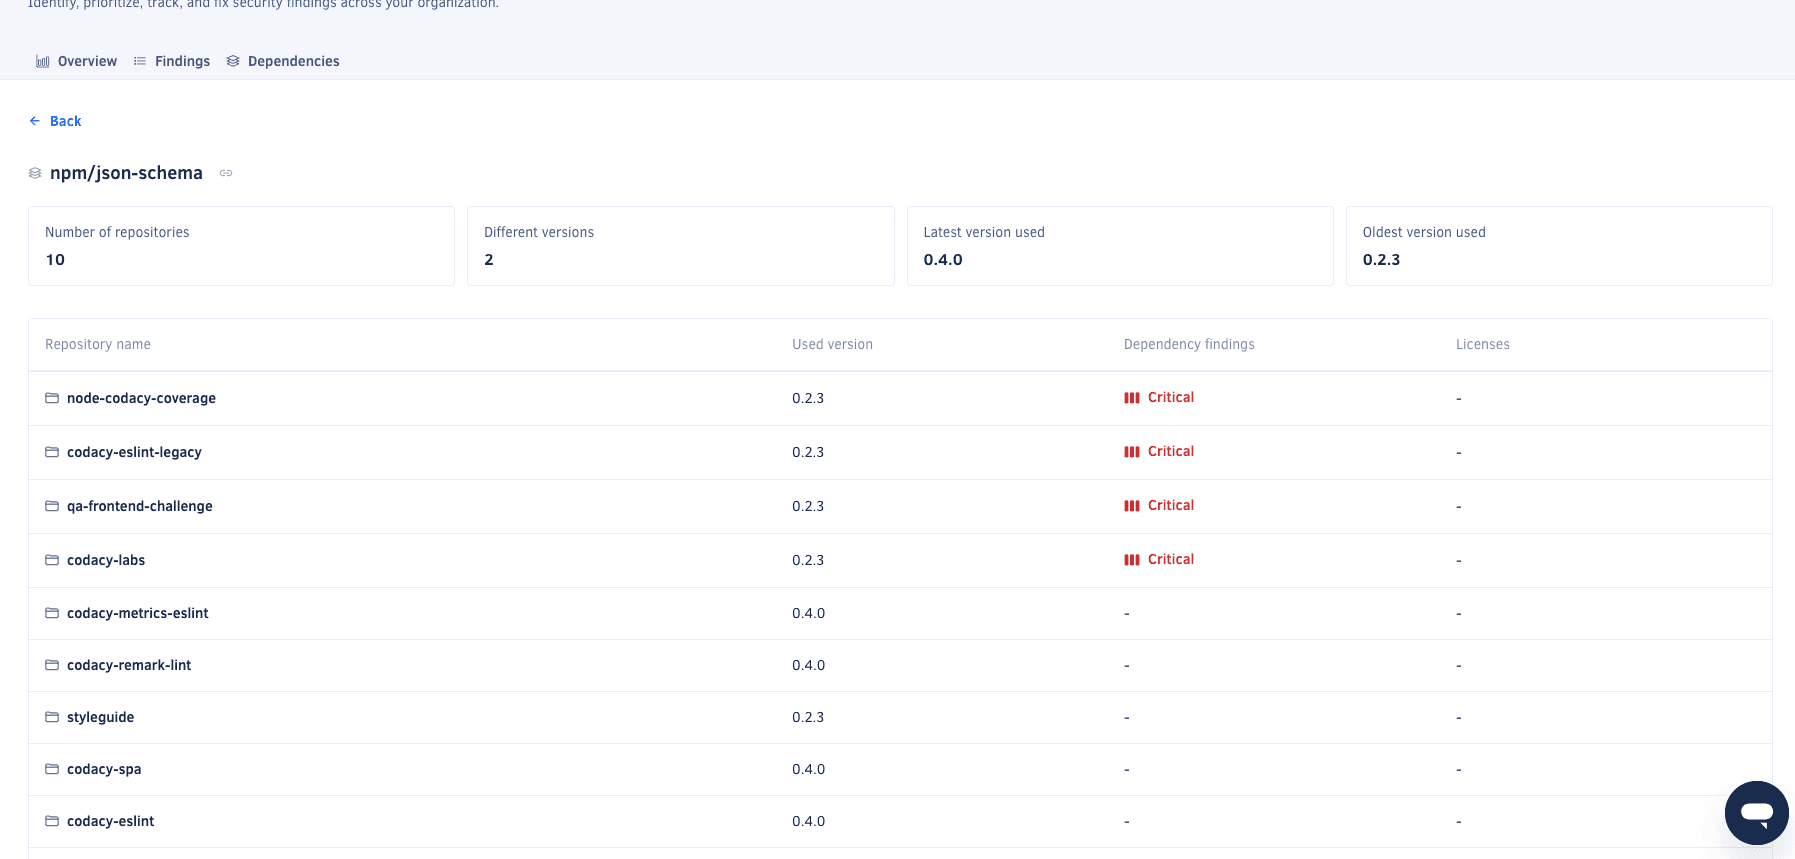 Identify, prioritize, track, and fix security findings across your organization.
Overview Findings Dependencies
Back
npm/json-schema
Number of repositories Different versions Latest version used Oldest version used
10 2 0.4.0 0.2.3
Repository name Used version Dependency findings Licenses
node-codacy-coverage 0.2.3 Critical -
codacy-eslint-legacy 0.2.3 Critical -
qa-frontend-challenge 0.2.3 Critical -
codacy-labs 0.2.3 Critical -
codacy-metrics-eslint 0.4.0 - -
codacy-remark-lint 0.4.0 - -
styleguide 0.2.3 - -
codacy-spa 0.4.0 - -
codacy-eslint 0.4.0 - -